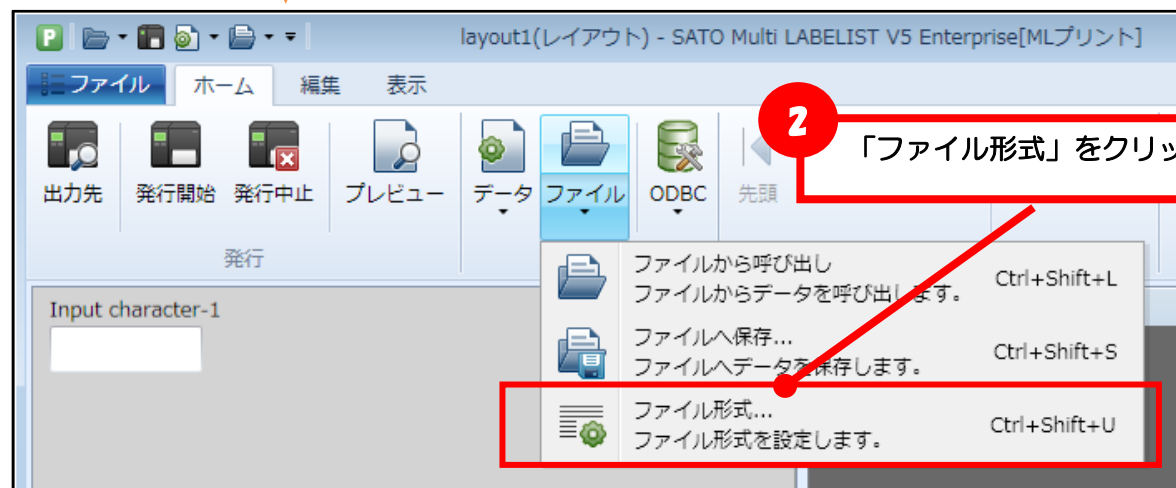 layout1(レイアウト) - SATO Multi LABELIST V5 Enterprise[MLプリント]
ファイル ホーム 編集 表示
2
「ファイル形式」をクリッ
出力先 発行開始 発行中止 プレビュー データ ファイル ODBC 先頭
発行
ファイルから呼び出し
ファイルからデータを呼び出します。 Ctrl+Shift+L
Input character-1
ファイルへ保存...
ファイルへデータを保存します。 Ctrl+Shift+S
ファイル形式...
ファイル形式を設定します。 Ctrl+Shift+U